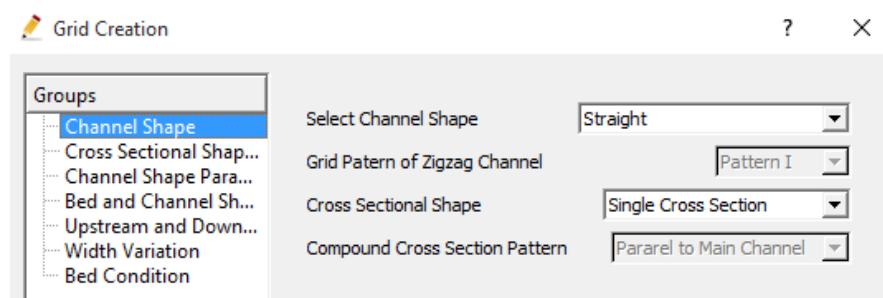 Grid Creation
?
Groups
Channel Shape
Cross Sectional Shap...
Channel Shape Para...
Bed and Channel Sh...
Upstream and Down...
Width Variation
Bed Condition
Select Channel Shape Straight
Grid Patern of Zigzag Channel Pattern I
Cross Sectional Shape Single Cross Section
Compound Cross Section Pattern Pararel to Main Channel